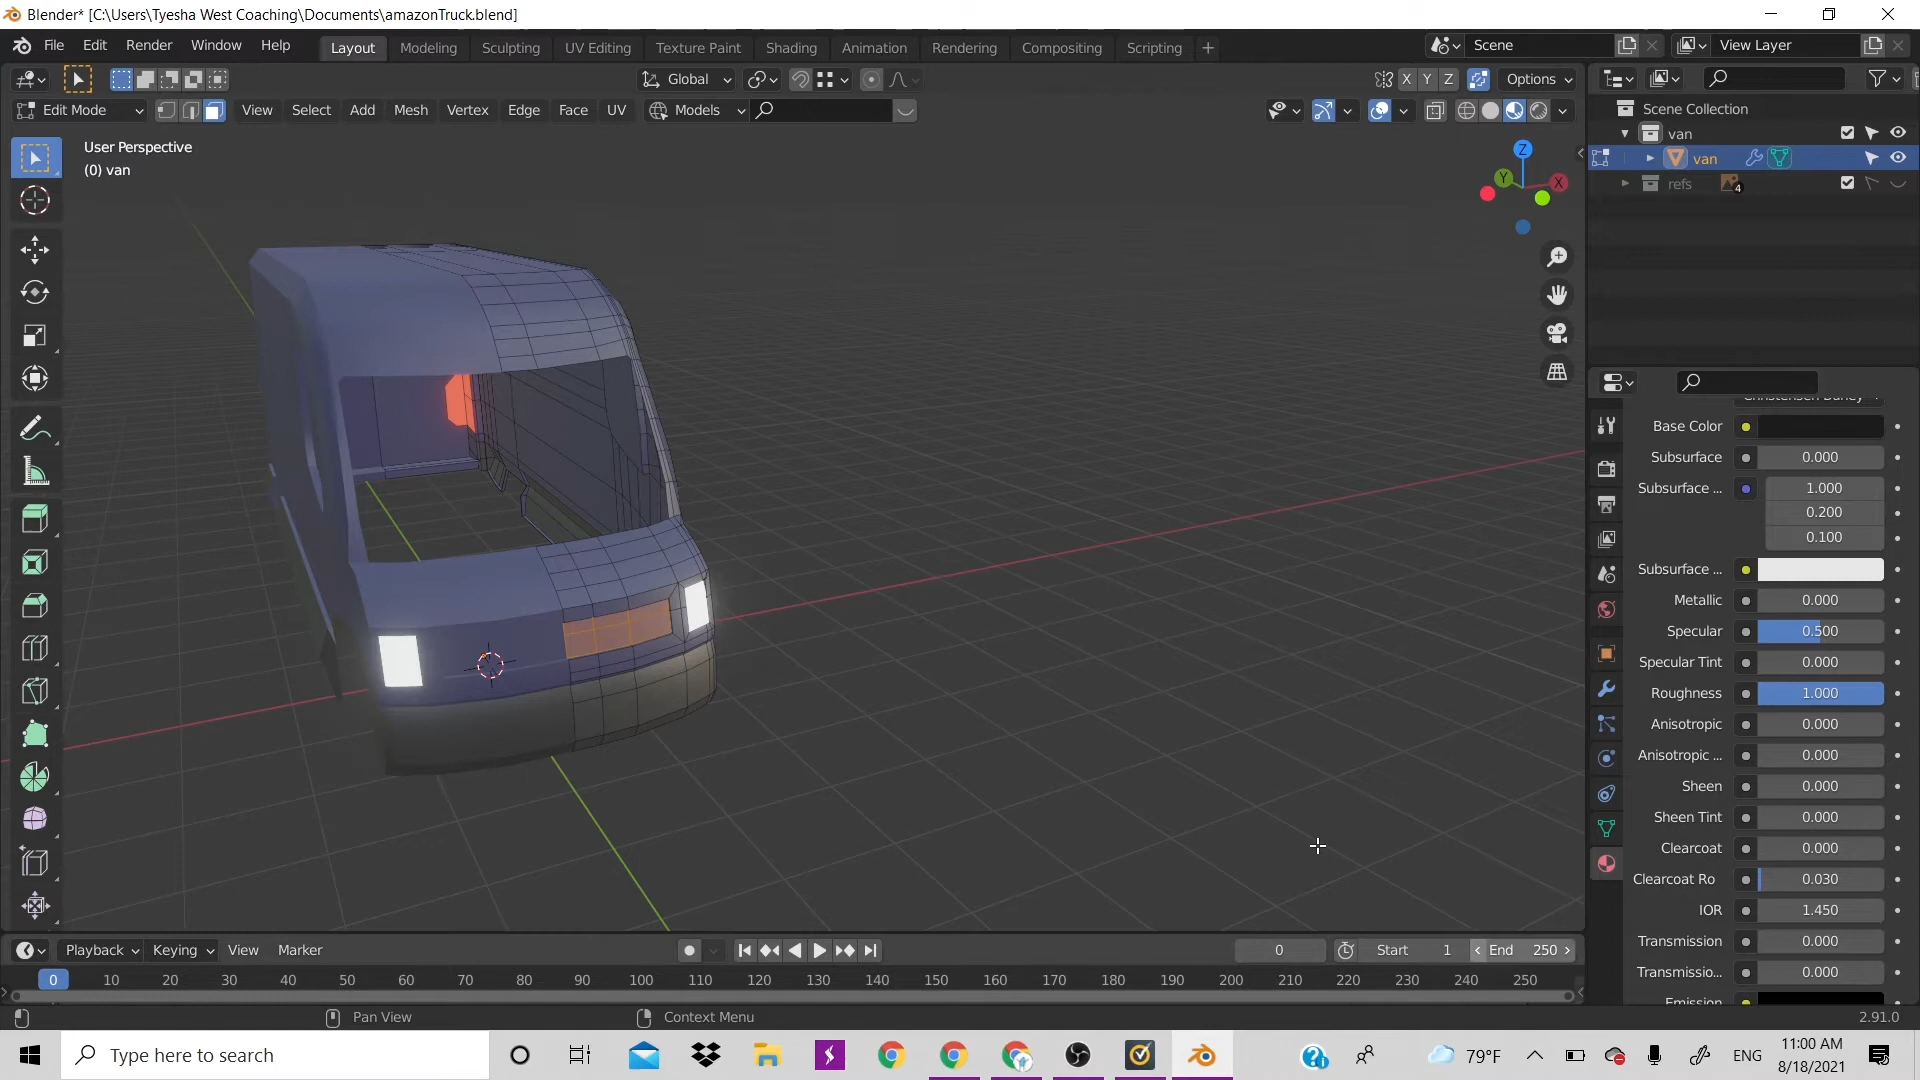 Blender* [C:\Users\Tyesha West Coaching\Documents\amazonTruck.blend]
File Edit Render Window Help
Layout Modeling Sculpting UV Editing Texture Paint Shading Animation Rendering Compositing Scripting +
Scene
View Layer
Global
X Y Z
Options
Edit Mode
View Select Add Mesh Vertex Edge Face UV
Models
User Perspective
(0) van
Z
Y
X
Scene Collection
van
van
refs
4
Base Color
Subsurface 0.000
Subsurface ... 1.000
0.200
0.100
Subsurface ...
Metallic 0.000
Specular 0.500
Specular Tint 0.000
Roughness 1.000
Anisotropic 0.000
Anisotropic ... 0.000
Sheen 0.000
Sheen Tint 0.000
Clearcoat 0.000
Clearcoat Ro 0.030
IOR 1.450
Transmission 0.000
Transmissio... 0.000
Emission
Playback Keying View Marker
0
Start 1
End 250
0 10 20 30 40 50 60 70 80 90 100 110 120 130 140 150 160 170 180 190 200 210 220 230 240 250
Pan View
Context Menu
2.91.0
Type here to search
79°F
ENG
11:00 AM
8/18/2021